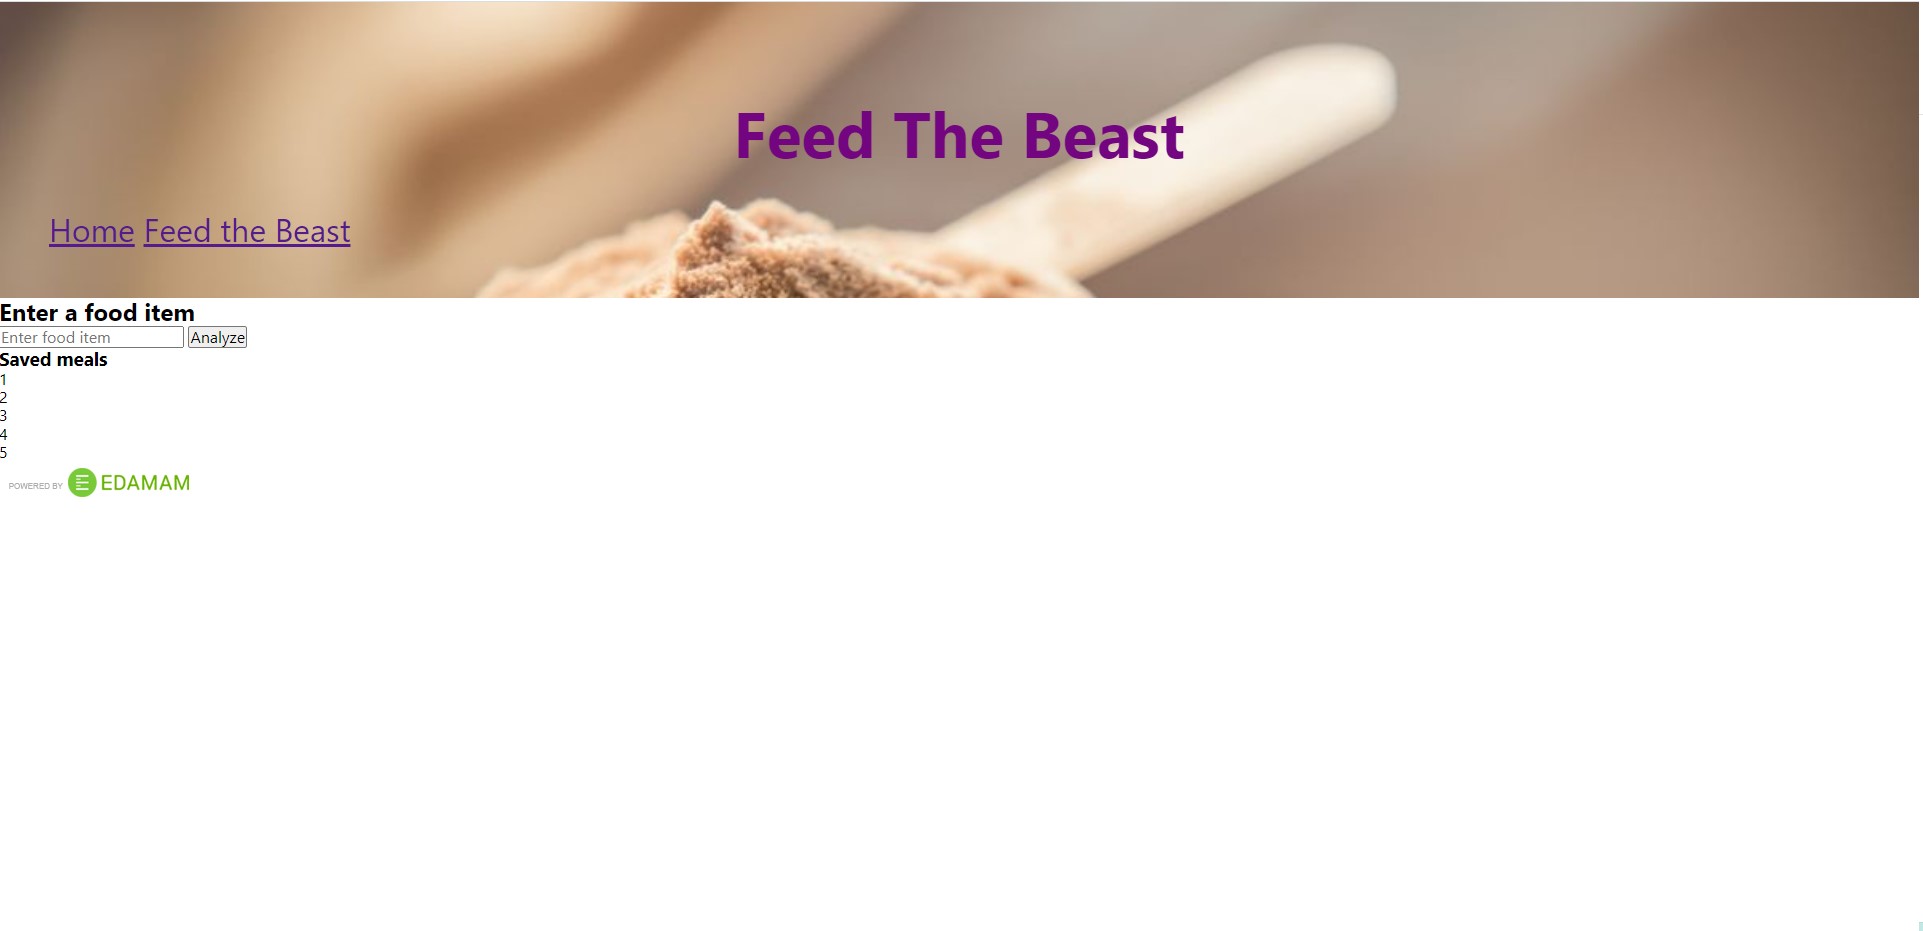 Feed The Beast
Home Feed the Beast
Enter a food item
Enter food item Analyze
Saved meals
1
2
3
4
5
POWERED BY EDAMAM